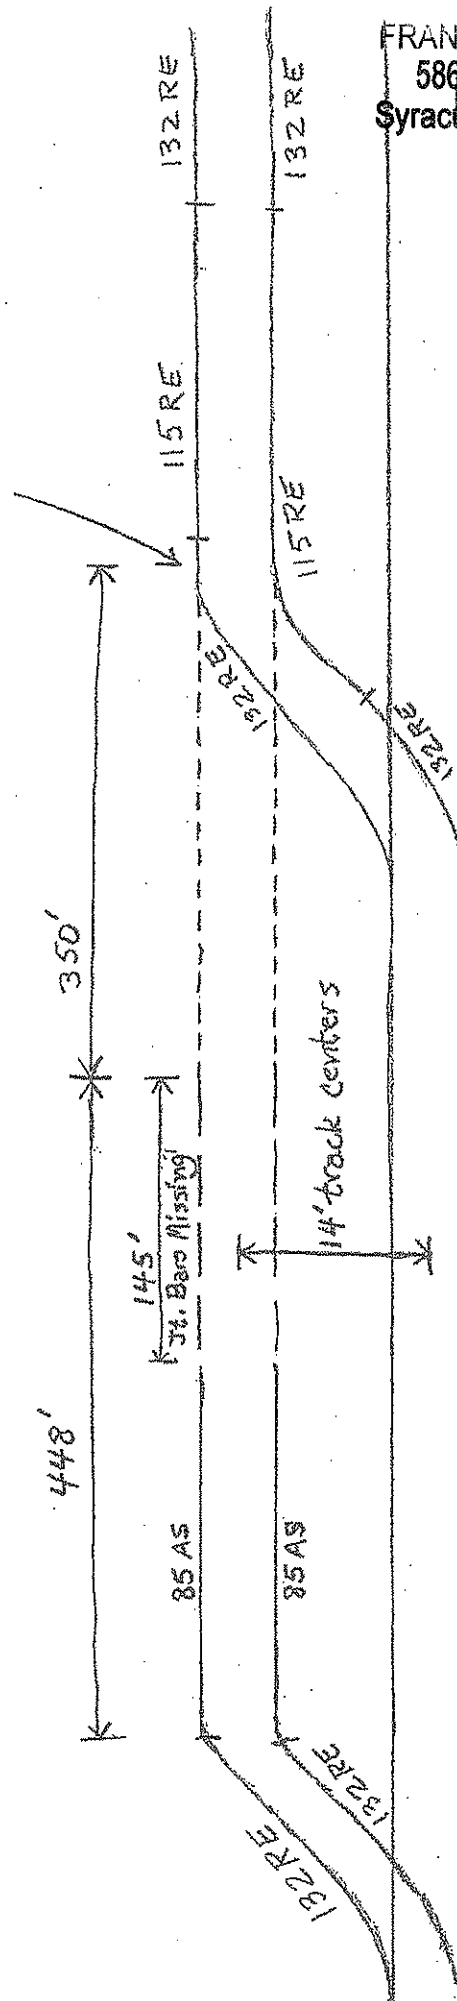 FRAN
586
Syracu
132 RE
132 RE
115 RE
115 RE
132 RE
132 RE
350'
14' track centers
145'
Jt. Bars Missing
448'
85 AS
85 AS
132 RE
132 RE